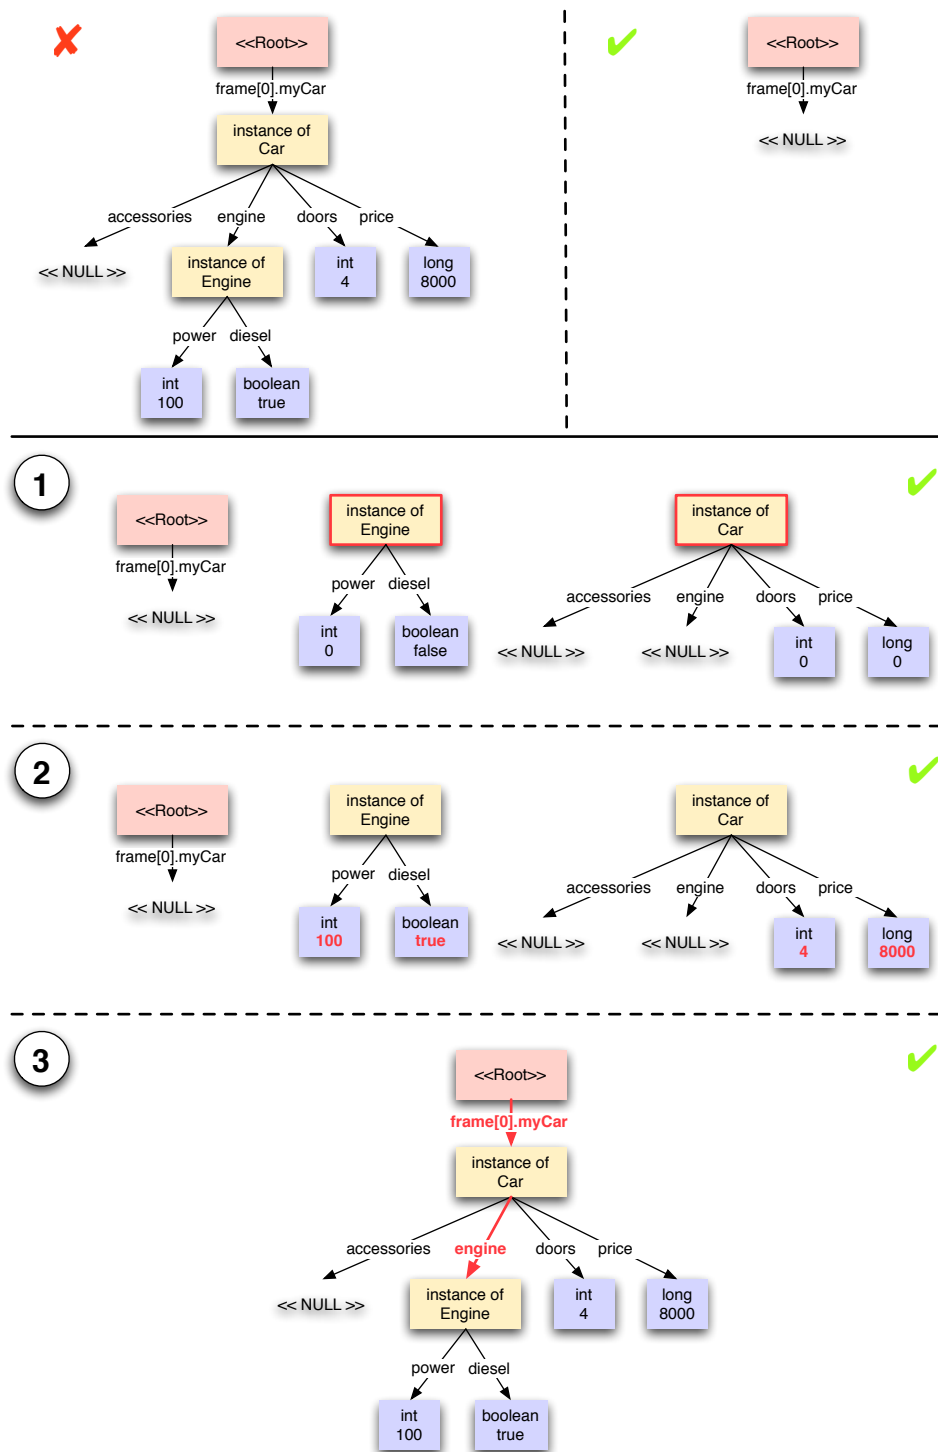 <<Root>>
frame[0].myCar
instance of
Car
accessories engine doors price
<< NULL >>
instance of
Engine
int
4
long
8000
power diesel
int
100
boolean
true
<<Root>>
frame[0].myCar
<< NULL >>
1
<<Root>>
frame[0].myCar
<< NULL >>
instance of
Engine
power diesel
int
0
boolean
false
instance of
Car
accessories engine doors price
<< NULL >>
<< NULL >>
int
0
long
0
2
<<Root>>
frame[0].myCar
<< NULL >>
instance of
Engine
power diesel
int
100
boolean
true
instance of
Car
accessories engine doors price
<< NULL >>
<< NULL >>
int
4
long
8000
3
<<Root>>
frame[0].myCar
instance of
Car
accessories engine doors price
<< NULL >>
instance of
Engine
int
4
long
8000
power diesel
int
100
boolean
true